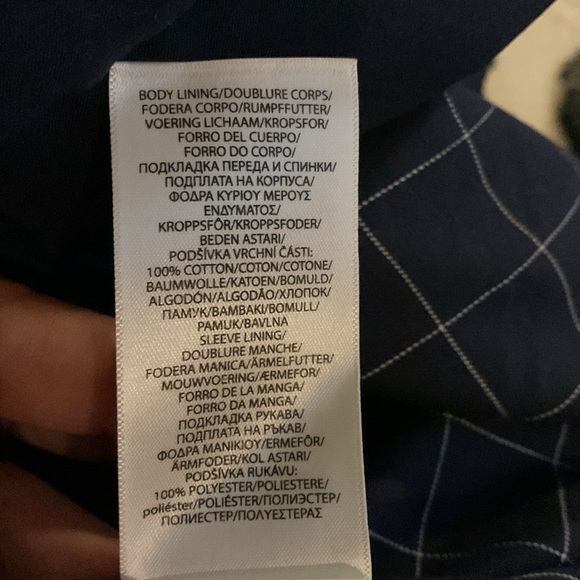 BODY LINING/DOUBLURE CORPS/
FODERA CORPO/RUMPFFUTTER/
VOERING LICHAAM/KROPSFOR/
FORRO DEL CUERPO/
FORRO DO CORPO/
ПОДКЛАДКА ПЕРЕДА И СПИНКИ/
ПОДПЛАТА НА КОРПУСА/
ΦΟΔΡΑ ΚΥΡΙΟΥ ΜΕΡΟΥΣ
ΕΝΔΥΜΑΤΟΣ/
KROPPSFÔR/KROPPSFODER/
BEDEN ASTARI/
PODŠÍVKA VRCHNÍ ČÁSTI:
100% COTTON/COTON/COTONE/
BAUMWOLLE/KATOEN/BOMULD/
ALGODÓN/ALGODÃO/ХЛОПОК/
ПАМУК/ΒΑΜΒΑΚΙ/BOMULL/
PAMUK/BAVLNA
SLEEVE LINING/
DOUBLURE MANCHE/
FODERA MANICA/ÄRMELFUTTER/
MOUWVOERING/ÆRMEFOR/
FORRO DE LA MANGA/
FORRO DA MANGA/
ПОДКЛАДКА РУКАВА/
ПОДПЛАТА НА РЪКАВ/
ΦΟΔΡΑ ΜΑΝΙΚΙΟΥ/ERMEFÔR/
ÄRMFODER/KOL ASTARI/
PODŠÍVKA RUKÁVU:
100% POLYESTER/POLIESTERE/
poliéster/POLIÉSTER/ПОЛИЭСТЕР/
ПОЛИЕСТЕР/ΠΟΛΥΕΣΤΕΡΑΣ